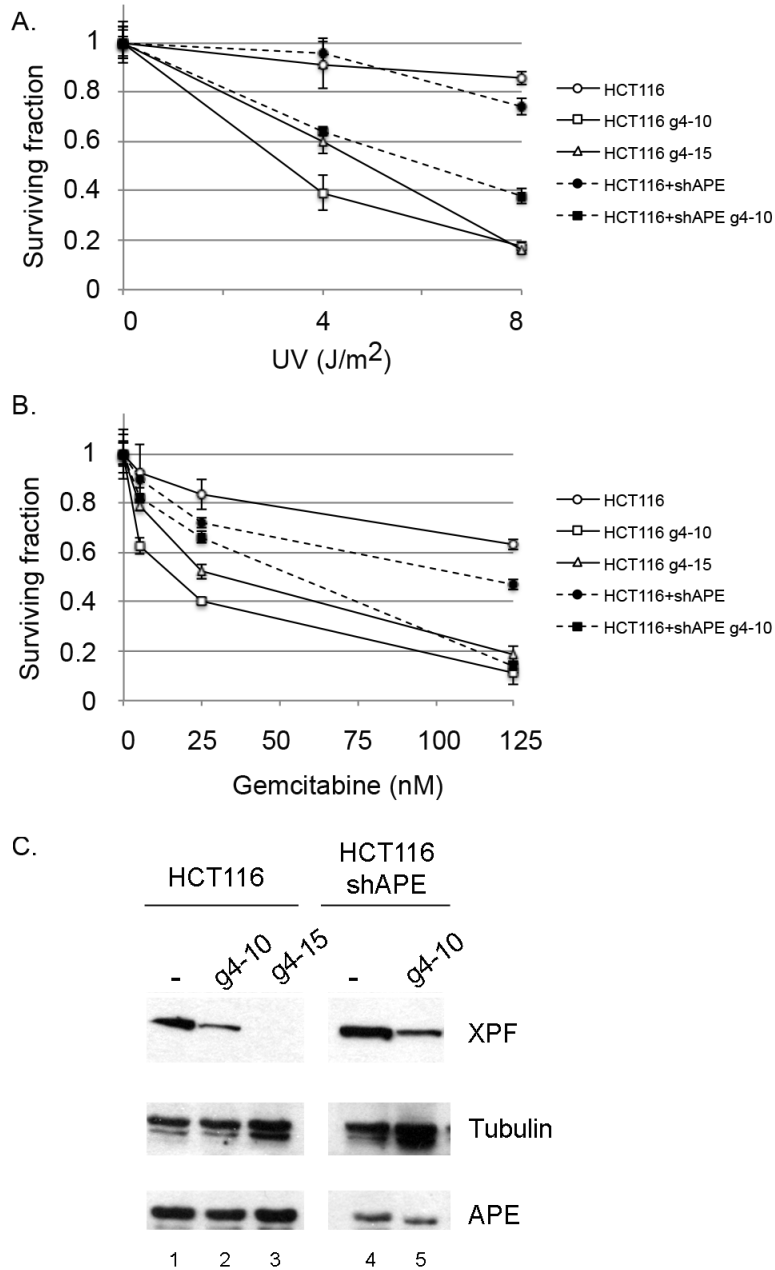 A.
1
0.8
0.6
0.4
0.2
0
Surviving fraction
0 4 8
UV (J/m2)
HCT116
HCT116 g4-10
HCT116 g4-15
HCT116+shAPE
HCT116+shAPE g4-10
B.
1
0.8
0.6
0.4
0.2
0
Surviving fraction
0 25 50 75 100 125
Gemcitabine (nM)
HCT116
HCT116 g4-10
HCT116 g4-15
HCT116+shAPE
HCT116+shAPE g4-10
C.
HCT116
HCT116
shAPE
- g4-10 g4-15 - g4-10
XPF
Tubulin
APE
1 2 3 4 5